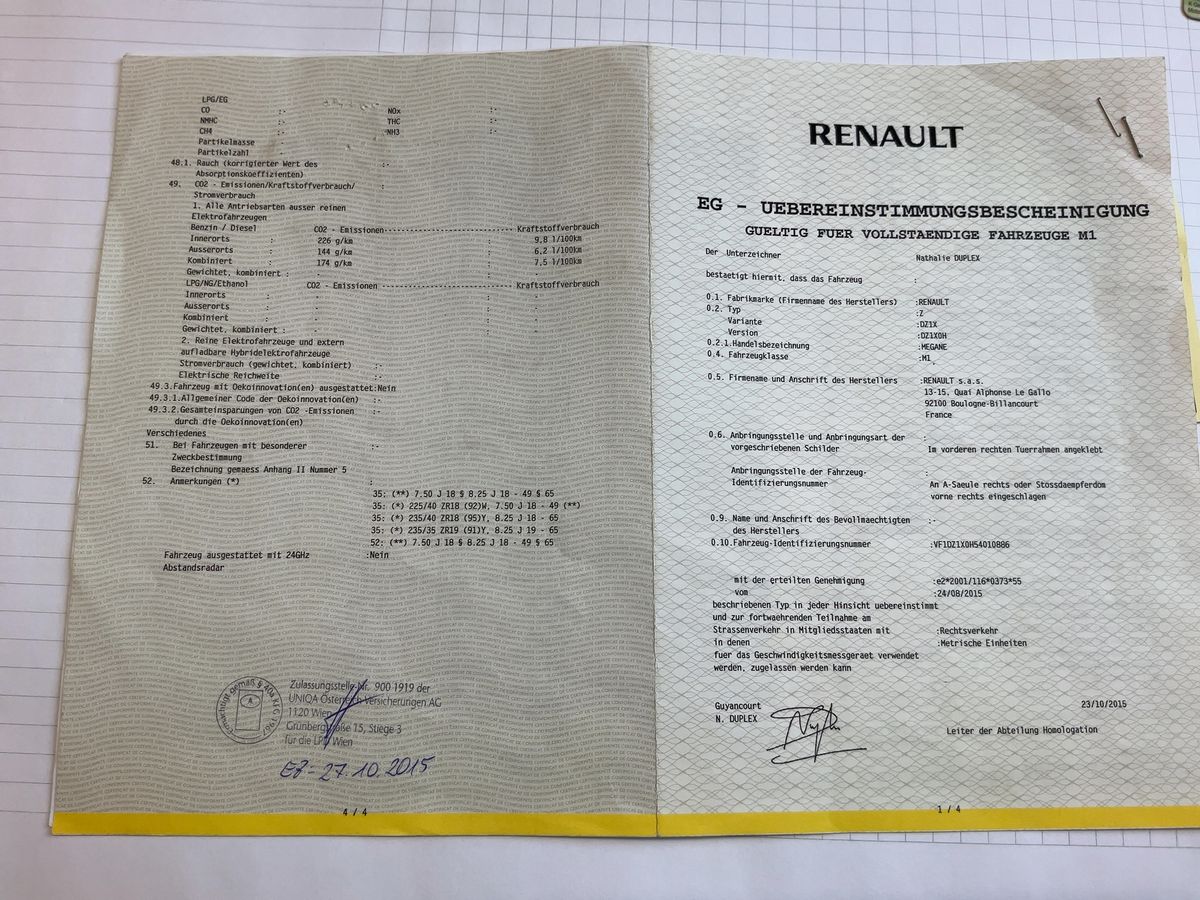 LPG/EG
CO :- NOx :-
NMHC :- THC :-
CH4 :- NH3 :-
Partikelmasse
Partikelzahl
48.1. Rauch (korrigierter Wert des :-
Absorptionskoeffizienten)
49. CO2 - Emissionen/Kraftstoffverbrauch/ :
Stromverbrauch
1. Alle Antriebsarten ausser reinen
Elektrofahrzeugen
Benzin / Diesel CO2 - Emissionen ------------------------ Kraftstoffverbrauch
Innerorts : 226 g/km : 9.8 l/100km
Ausserorts : 144 g/km : 6.2 l/100km
Kombiniert : 174 g/km : 7.5 l/100km
Gewichtet, kombiniert : - : -
LPG/NG/Ethanol CO2 - Emissionen ------------------------ Kraftstoffverbrauch
Innerorts : - : -
Ausserorts : - : -
Kombiniert : - : -
Gewichtet, kombiniert : - : -
2. Reine Elektrofahrzeuge und extern
aufladbare Hybridelektrofahrzeuge
Stromverbrauch (gewichtet, kombiniert) :-
Elektrische Reichweite :-
49.3.Fahrzeug mit Oekoinnovation(en) ausgestattet:Nein
49.3.1.Allgemeiner Code der Oekoinnovation(en) :-
49.3.2.Gesamteinsparungen von CO2 -Emissionen :-
durch die Oekoinnovation(en)
Verschiedenes
51. Bei Fahrzeugen mit besonderer :-
Zweckbestimmung
Bezeichnung gemaess Anhang II Nummer 5
52. Anmerkungen (*) :
35: (**) 7.50 J 18 § 8.25 J 18 - 49 § 65
35: (*) 225/40 ZR18 (92)W, 7.50 J 18 - 49 (**)
35: (*) 235/40 ZR18 (95)Y, 8.25 J 18 - 65
35: (*) 235/35 ZR19 (91)Y, 8.25 J 19 - 65
52: (**) 7.50 J 18 § 8.25 J 18 - 49 § 65
Fahrzeug ausgestattet mit 24GHz :Nein
Abstandsradar
Ermächtigt gemäß § 40a KFG 1967
Zulassungsstelle Nr. 900 1919 der
UNIQA Österreich Versicherungen AG
1120 Wien
Grünbergstraße 15, Stiege 3
für die LPD Wien
EZ - 27.10.2015
4 / 4
RENAULT
EG - UEBEREINSTIMMUNGSBESCHEINIGUNG
GUELTIG FUER VOLLSTAENDIGE FAHRZEUGE M1
Der Unterzeichner Nathalie DUPLEX
bestaetigt hiermit, dass das Fahrzeug :
0.1. Fabrikmarke (Firmenname des Herstellers) :RENAULT
0.2. Typ :Z
Variante :DZ1X
Version :DZ1X0H
0.2.1.Handelsbezeichnung :MEGANE
0.4. Fahrzeugklasse :M1
0.5. Firmename und Anschrift des Herstellers :RENAULT s.a.s.
13-15, Quai Alphonse Le Gallo
92100 Boulogne-Billancourt
France
0.6. Anbringungsstelle und Anbringungsart der :
vorgeschriebenen Schilder Im vorderen rechten Tuerrahmen angeklebt
Anbringungsstelle der Fahrzeug- :
Identifizierungsnummer An A-Saeule rechts oder Stossdaempferdom
vorne rechts eingeschlagen
0.9. Name und Anschrift des Bevollmaechtigten :-
des Herstellers
0.10.Fahrzeug-Identifizierungsnummer :VF1DZ1X0H54010886
mit der erteilten Genehmigung :e2*2001/116*0373*55
vom :24/08/2015
beschriebenen Typ in jeder Hinsicht uebereinstimmt
und zur fortwaehrenden Teilnahme am
Strassenverkehr in Mitgliedsstaaten mit :Rechtsverkehr
in denen :Metrische Einheiten
fuer das Geschwindigkeitsmessgeraet verwendet
werden, zugelassen werden kann
Guyancourt 23/10/2015
N. DUPLEX
Leiter der Abteilung Homologation
1 / 4